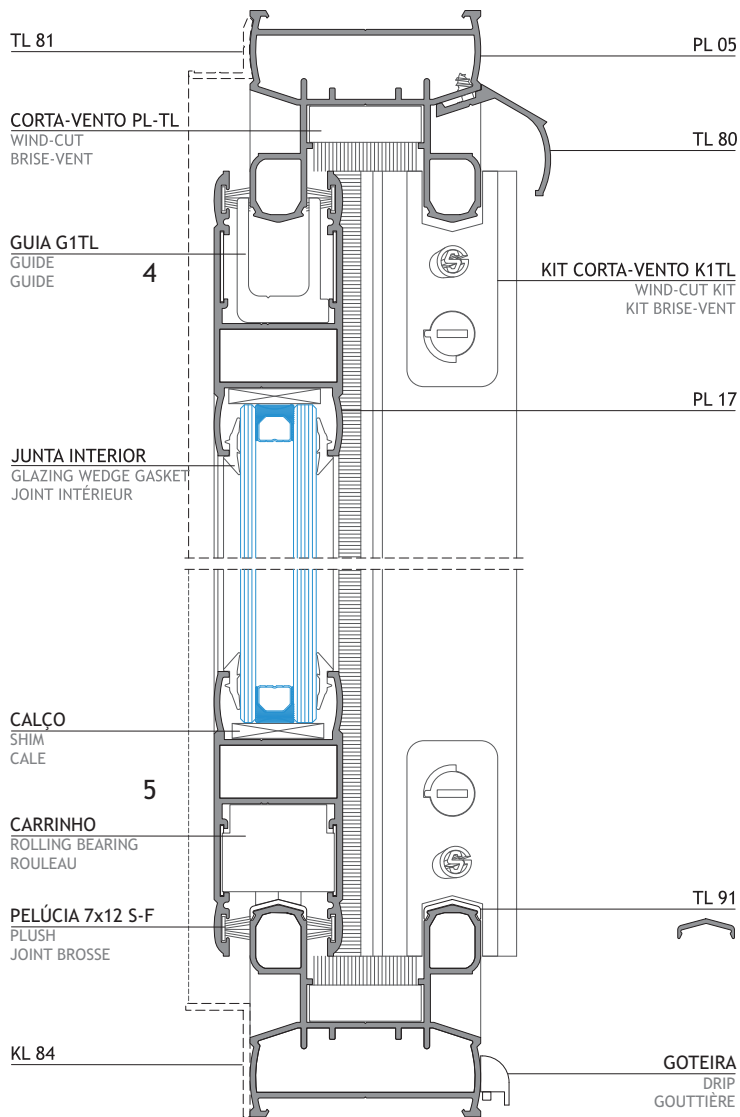 TL 81
PL 05
CORTA-VENTO PL-TL
WIND-CUT
BRISE-VENT
TL 80
GUIA G1TL
GUIDE
GUIDE
4
KIT CORTA-VENTO K1TL
WIND-CUT KIT
KIT BRISE-VENT
PL 17
JUNTA INTERIOR
GLAZING WEDGE GASKET
JOINT INTÉRIEUR
CALÇO
SHIM
CALE
5
CARRINHO
ROLLING BEARING
ROULEAU
TL 91
PELÚCIA 7x12 S-F
PLUSH
JOINT BROSSE
KL 84
GOTEIRA
DRIP
GOUTTIÈRE